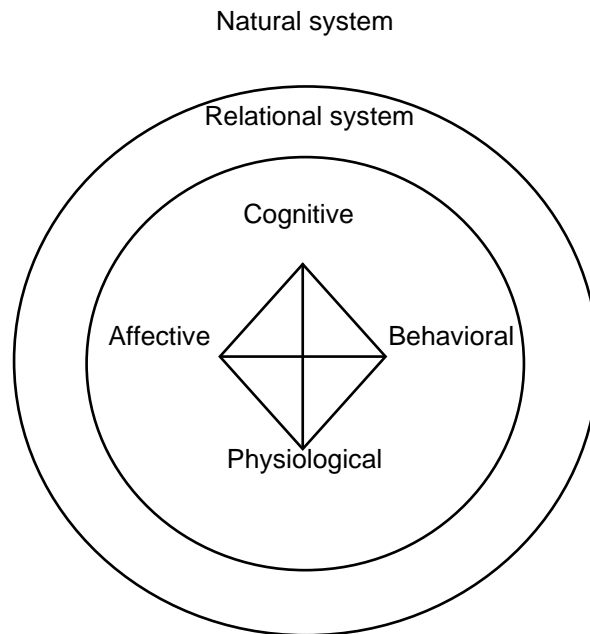 Natural system
Relational system
Cognitive
Affective
Behavioral
Physiological